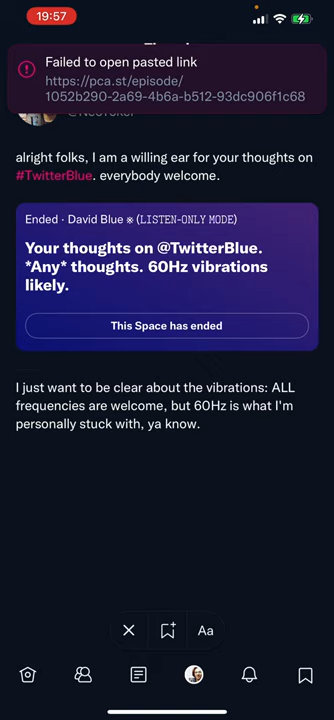 19:57
Failed to open pasted link
https://pca.st/episode/
1052b290-2a69-4b6a-b512-93dc906f1c68
alright folks, I am a willing ear for your thoughts on
#TwitterBlue. everybody welcome.
Ended · David Blue ※ (LISTEN-ONLY MODE)
Your thoughts on @TwitterBlue.
*Any* thoughts. 60Hz vibrations
likely.
This Space has ended
I just want to be clear about the vibrations: ALL
frequencies are welcome, but 60Hz is what I'm
personally stuck with, ya know.
Aa